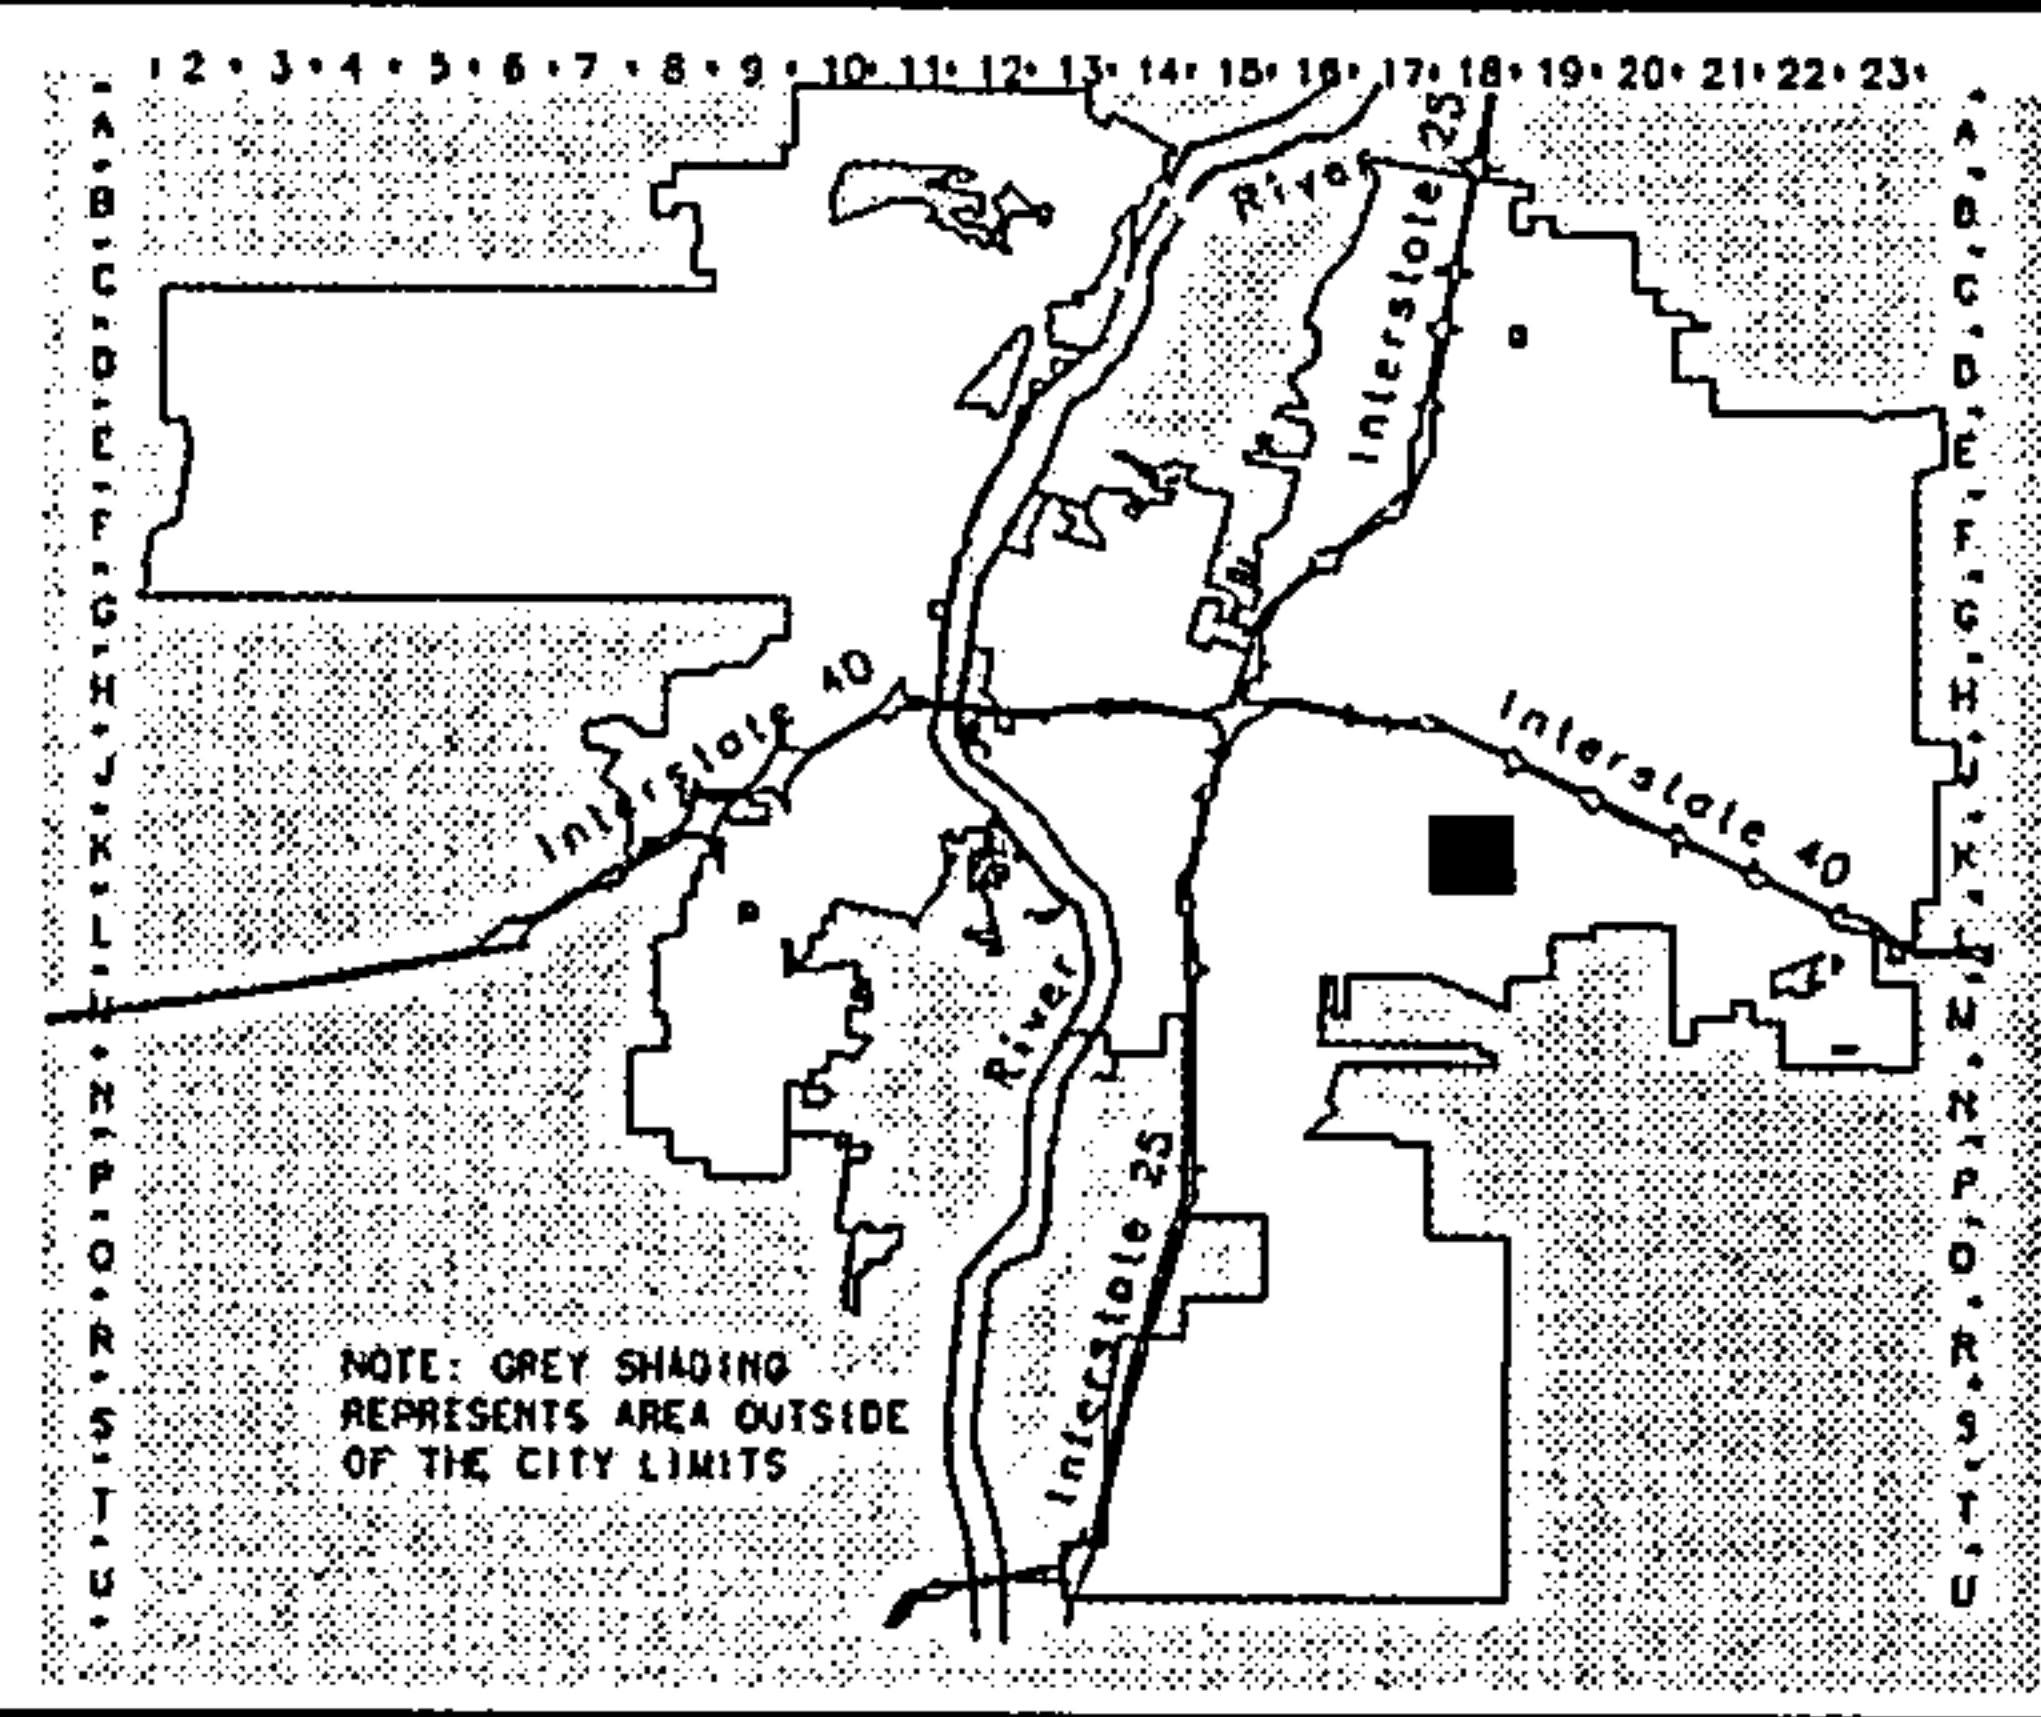 2 3 4 5 6 7 8 9 10 11 12 13 14 15 16 17 18 19 20 21 22 23
A
B
C
D
E
F
G
H
J
K
L
M
N
P
Q
R
S
T
U
River
Interstate 25
Interstate 40
Interstate 40
River
Interstate 25
NOTE: GREY SHADING
REPRESENTS AREA OUTSIDE
OF THE CITY LIMITS
A
B
C
D
E
F
G
H
J
K
L
M
N
P
Q
R
S
T
U